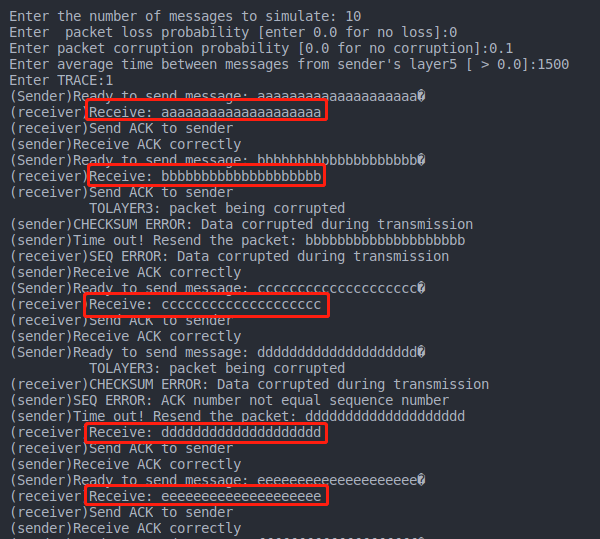 Enter the number of messages to simulate: 10
Enter  packet loss probability [enter 0.0 for no loss]:0
Enter packet corruption probability [0.0 for no corruption]:0.1
Enter average time between messages from sender's layer5 [ > 0.0]:1500
Enter TRACE:1
(Sender)Ready to send message: aaaaaaaaaaaaaaaaaaaa�
(receiver)Receive: aaaaaaaaaaaaaaaaaaaa
(receiver)Send ACK to sender
(sender)Receive ACK correctly
(Sender)Ready to send message: bbbbbbbbbbbbbbbbbbbb�
(receiver)Receive: bbbbbbbbbbbbbbbbbbbb
(receiver)Send ACK to sender
          TOLAYER3: packet being corrupted
(sender)CHECKSUM ERROR: Data corrupted during transmission
(sender)Time out! Resend the packet: bbbbbbbbbbbbbbbbbbbb
(receiver)SEQ ERROR: Data corrupted during transmission
(sender)Receive ACK correctly
(Sender)Ready to send message: cccccccccccccccccccc�
(receiver)Receive: cccccccccccccccccccc
(receiver)Send ACK to sender
(sender)Receive ACK correctly
(Sender)Ready to send message: dddddddddddddddddddd�
          TOLAYER3: packet being corrupted
(receiver)CHECKSUM ERROR: Data corrupted during transmission
(sender)SEQ ERROR: ACK number not equal sequence number
(sender)Time out! Resend the packet: dddddddddddddddddddd
(receiver)Receive: dddddddddddddddddddd
(receiver)Send ACK to sender
(sender)Receive ACK correctly
(Sender)Ready to send message: eeeeeeeeeeeeeeeeeeee�
(receiver)Receive: eeeeeeeeeeeeeeeeeeee
(receiver)Send ACK to sender
(sender)Receive ACK correctly